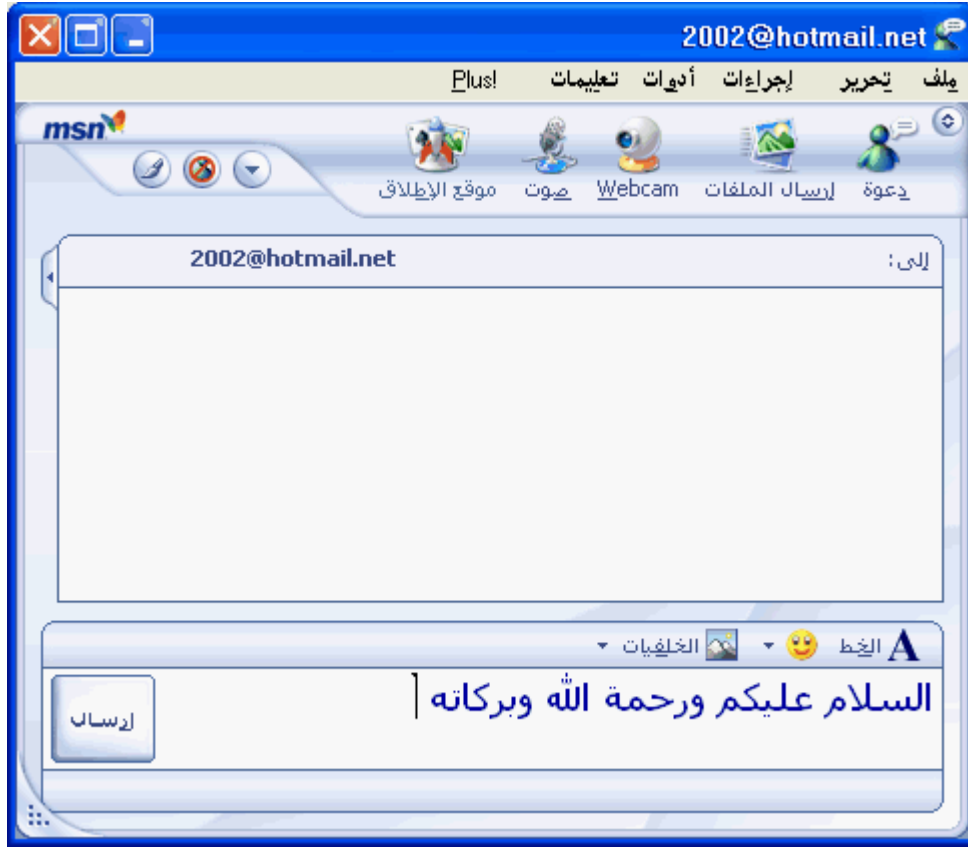 2002@hotmail.net
ملف تحرير إجراءات أدوات تعليمات Plus!
msn
دعوة إرسال الملفات Webcam صوت موقع الإطلاق
إلى: 2002@hotmail.net
A الخط الخلفيات
السلام عليكم ورحمة الله وبركاته
إرسال